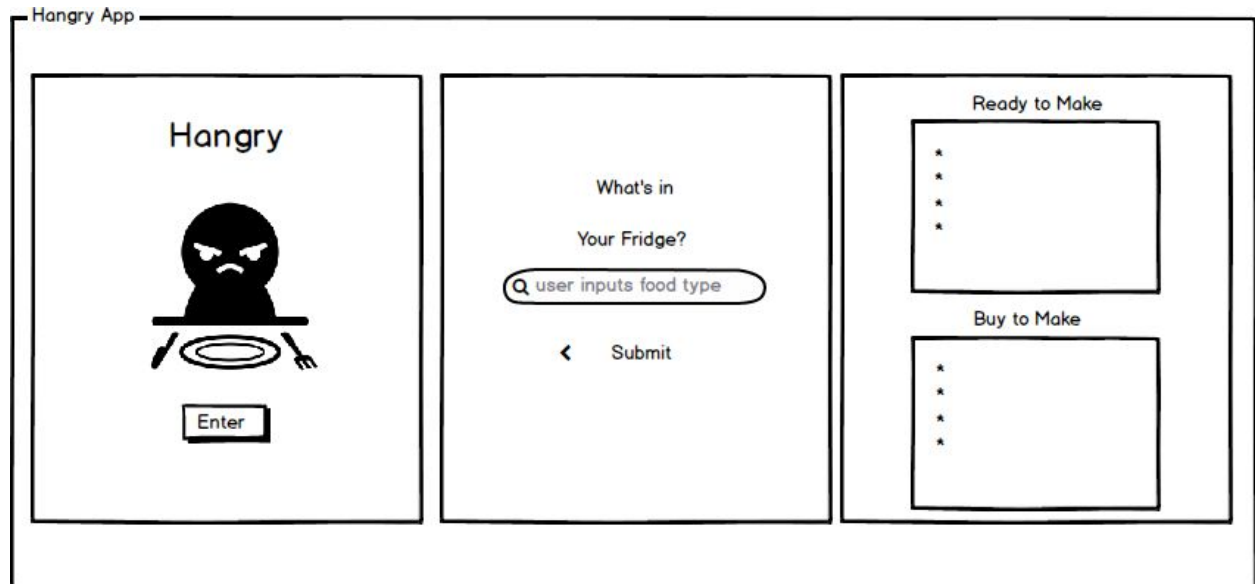 Hangry App
Hangry
Enter
What's in
Your Fridge?
user inputs food type
Submit
Ready to Make
*
*
*
*
Buy to Make
*
*
*
*